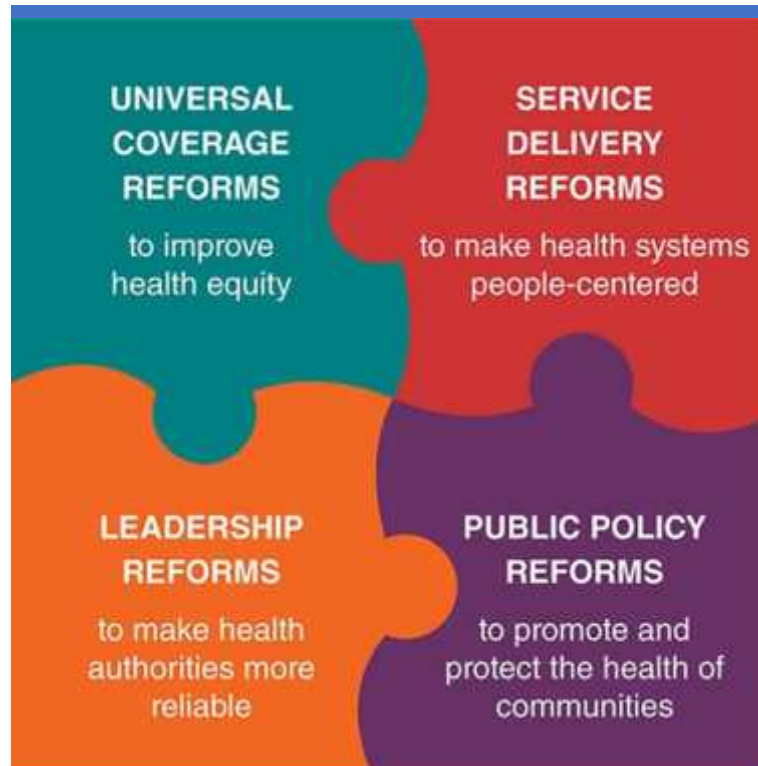 UNIVERSAL
COVERAGE
REFORMS
to improve
health equity
SERVICE
DELIVERY
REFORMS
to make health systems
people-centered
LEADERSHIP
REFORMS
to make health
authorities more
reliable
PUBLIC POLICY
REFORMS
to promote and
protect the health of
communities